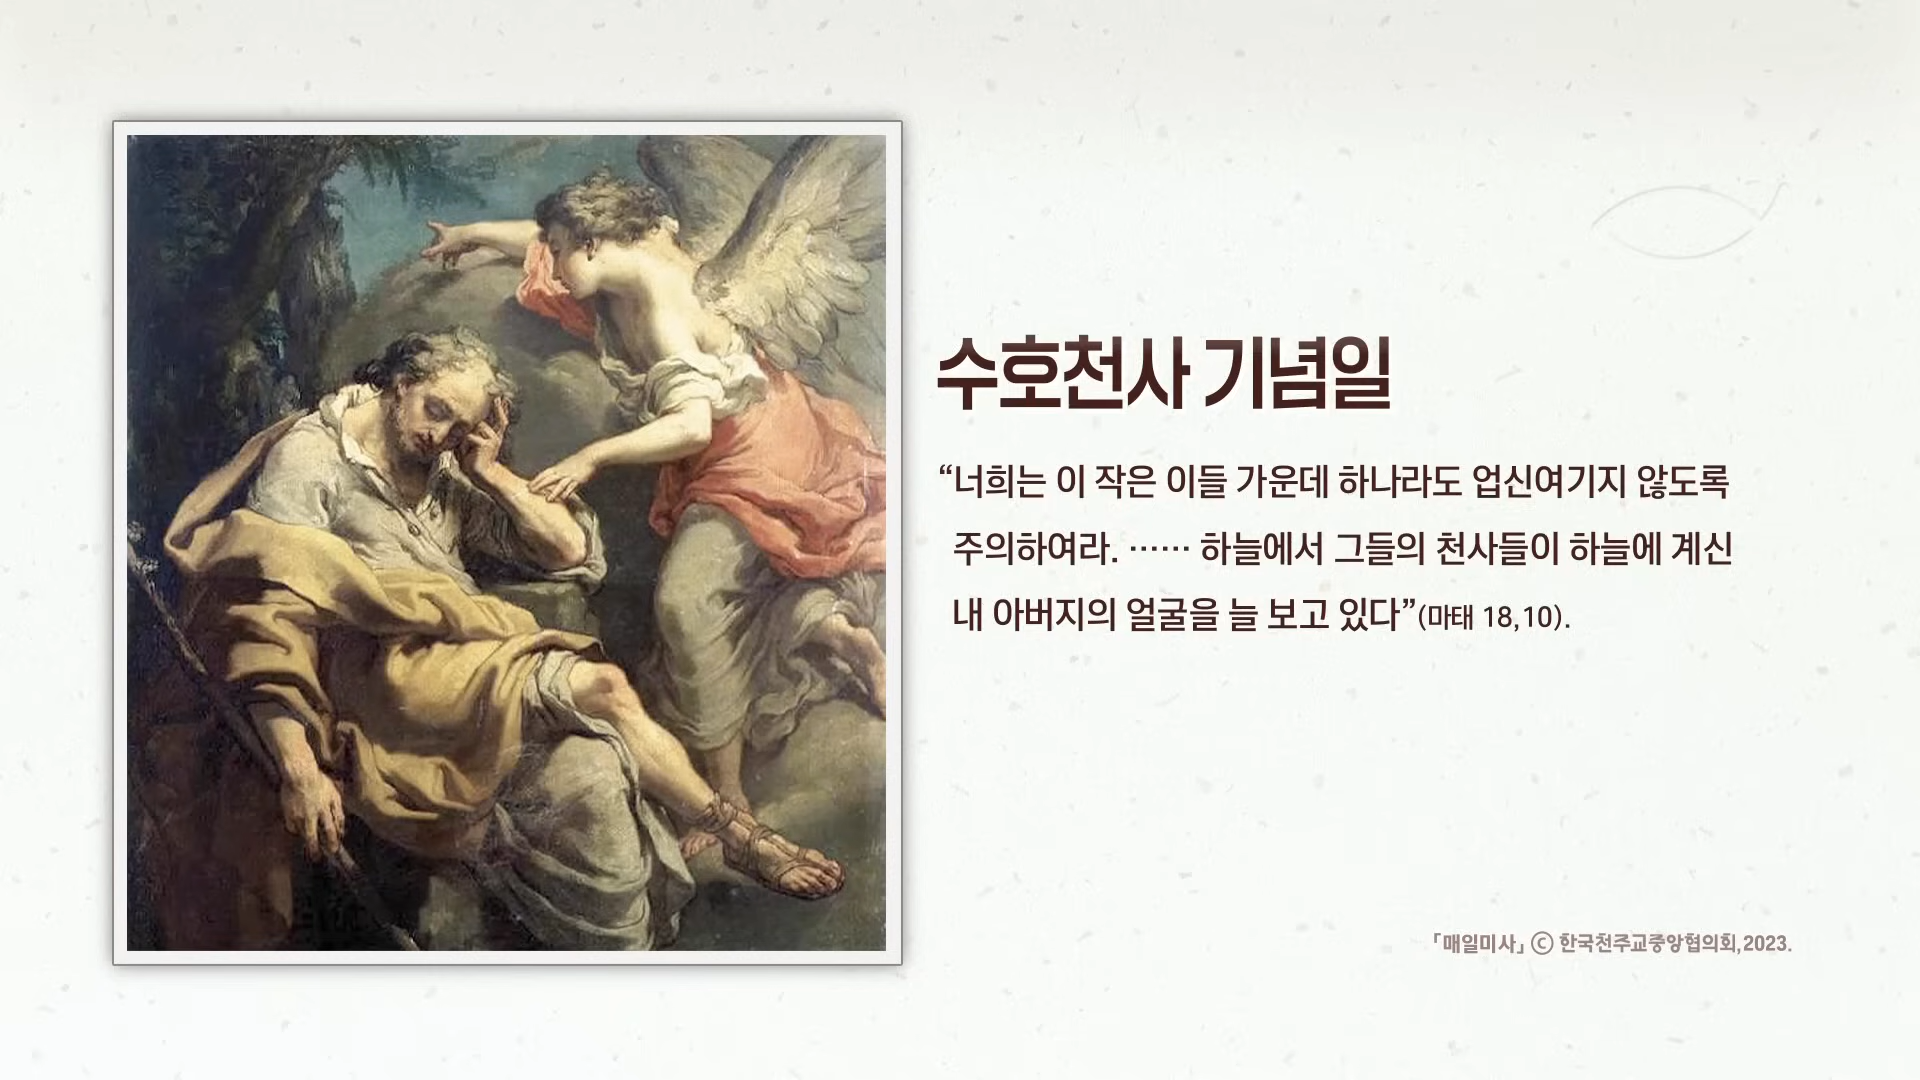 수호천사 기념일
“너희는 이 작은 이들 가운데 하나라도 업신여기지 않도록
주의하여라. …… 하늘에서 그들의 천사들이 하늘에 계신
내 아버지의 얼굴을 늘 보고 있다”(마태 18,10).
「매일미사」 ⓒ 한국천주교중앙협의회,2023.